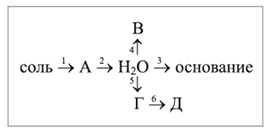 В
4↑
соль —1→ А —2→ H₂O —3→ основание
5↓
Г —6→ Д